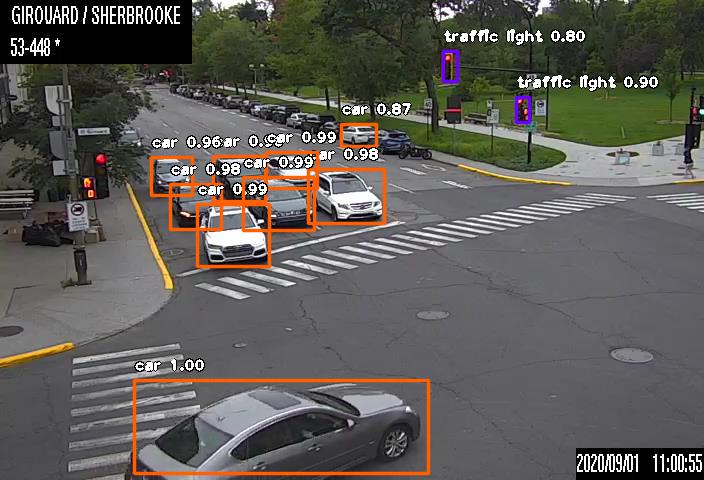 GIROUARD / SHERBROOKE
53-448 *
traffic light 0.80
traffic light 0.90
car 0.87
car 0.96
car 0.99
car 0.98
car 0.99
car 0.98
car 0.99
car 1.00
2020/09/01 11:00:55